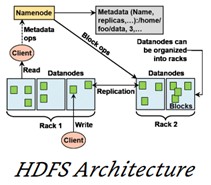 Namenode
Metadata (Name,
replicas,...):/home/
foo/data, 3,...
Metadata
ops
Block ops
Datanodes can
be organized
into racks
Client
Read
Datanodes
Datanodes
Replication
Blocks
Rack 1
Write
Rack 2
Client
HDFS Architecture